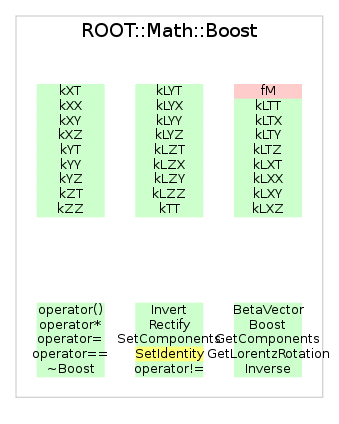 ROOT::Math::Boost
kXT kLYT fM
kXX kLYX kLTT
kXY kLYY kLTX
kXZ kLYZ kLTY
kYT kLZT kLTZ
kYY kLZX kLXT
kYZ kLZY kLXX
kZT kLZZ kLXY
kZZ kTT kLXZ
operator() Invert BetaVector
operator* Rectify Boost
operator= SetComponents GetComponents
operator== SetIdentity GetLorentzRotation
~Boost operator!= Inverse